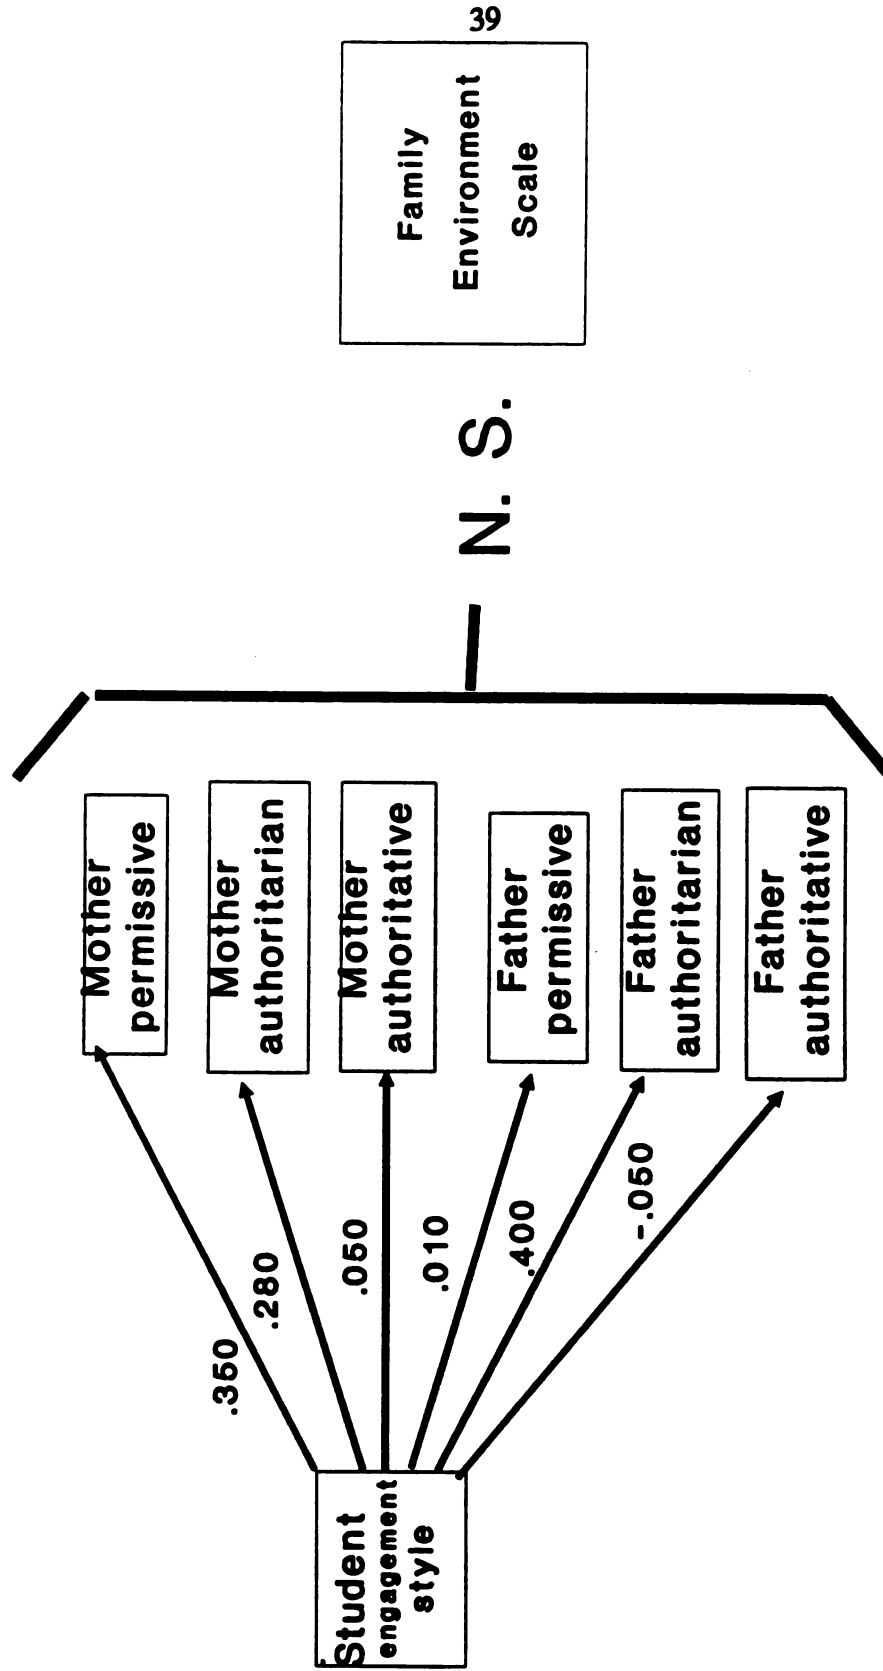 39
Family
Environment
Scale
N. S.
Mother
permissive
Mother
authoritarian
Mother
authoritative
Father
permissive
Father
authoritarian
Father
authoritative
.350
.280
.050
.010
.400
-.050
Student
engagement
style